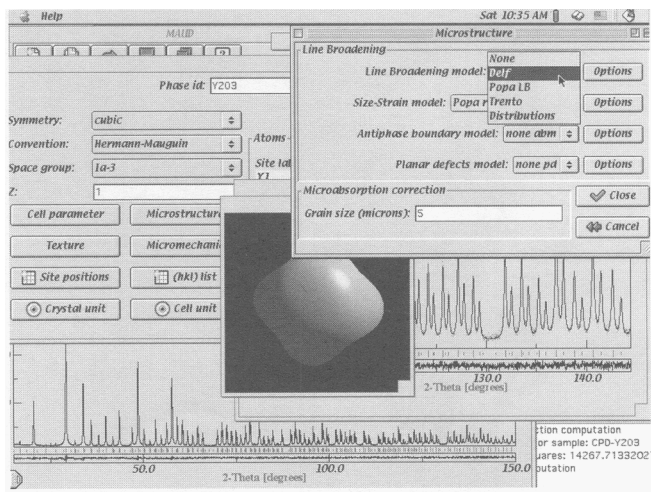 Help
Sat 10:35 AM
MAUD
Phase id: Y203
Symmetry: cubic
Convention: Hermann-Mauguin
Space group: Ia-3
Z: 1
Atoms
Site lab
Y1
Cell parameter
Microstructure
Texture
Micromechani
Site positions
(hkl) list
Crystal unit
Cell unit
Microstructure
Line Broadening
Line Broadening model:
None
Delf
Popa LB
Trento
Distributions
Options
Size-Strain model: Popa r
Options
Antiphase boundary model: none abm
Options
Planar defects model: none pd
Options
Microabsorption correction
Grain size (microns): 5
Close
Cancel
130.0
140.0
2-Theta [degrees]
50.0
100.0
150.0
2-Theta [degrees]
ction computation
or sample: CPD-Y203
uares: 14267.7133202
putation